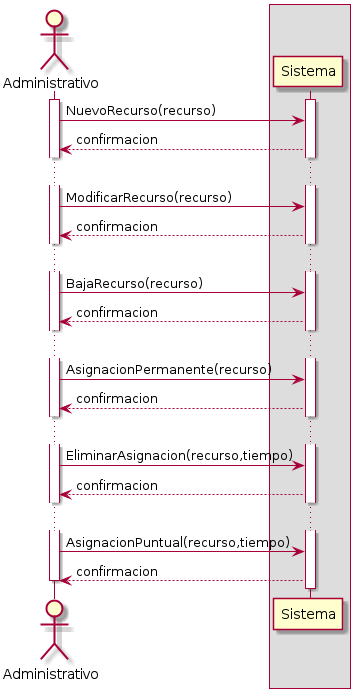 Administrativo
Sistema
NuevoRecurso(recurso)
confirmacion
ModificarRecurso(recurso)
confirmacion
BajaRecurso(recurso)
confirmacion
AsignacionPermanente(recurso)
confirmacion
EliminarAsignacion(recurso,tiempo)
confirmacion
AsignacionPuntual(recurso,tiempo)
confirmacion
Administrativo
Sistema